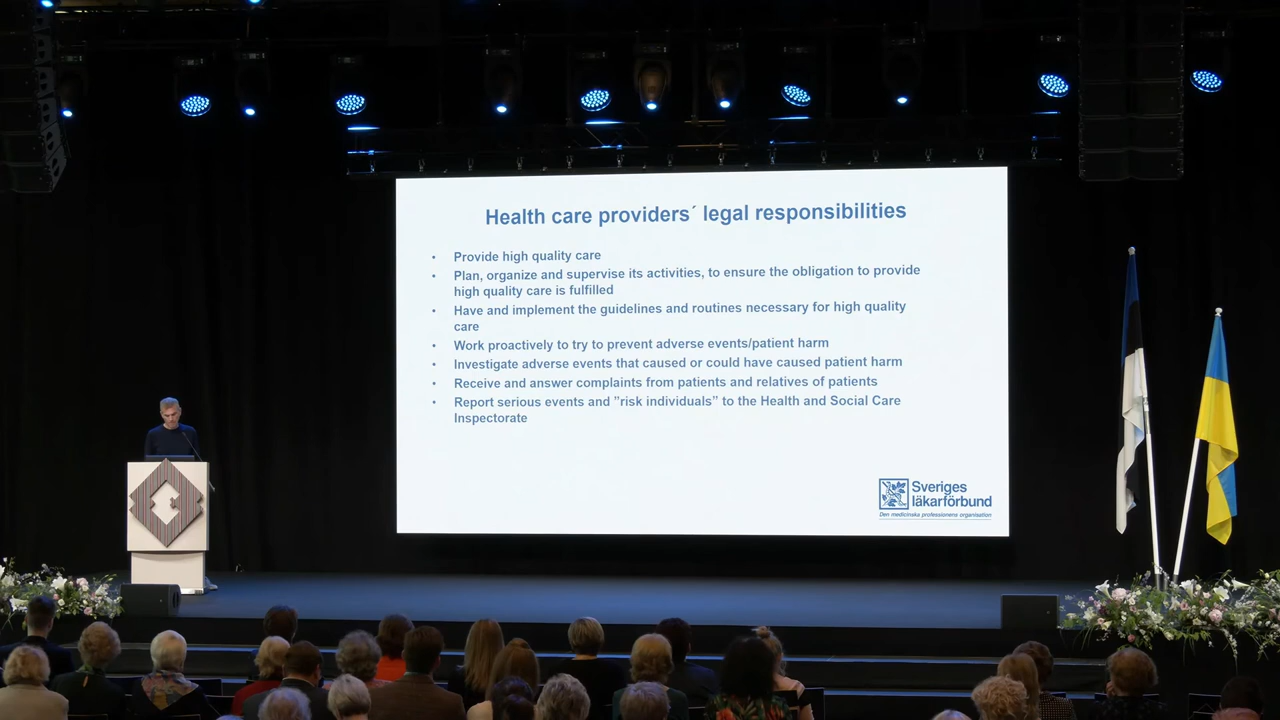 Health care providers´ legal responsibilities
• Provide high quality care
• Plan, organize and supervise its activities, to ensure the obligation to provide
high quality care is fulfilled
• Have and implement the guidelines and routines necessary for high quality
care
• Work proactively to try to prevent adverse events/patient harm
• Investigate adverse events that caused or could have caused patient harm
• Receive and answer complaints from patients and relatives of patients
• Report serious events and ”risk individuals” to the Health and Social Care
Inspectorate
Sveriges
läkarförbund
Den medicinska professionens organisation